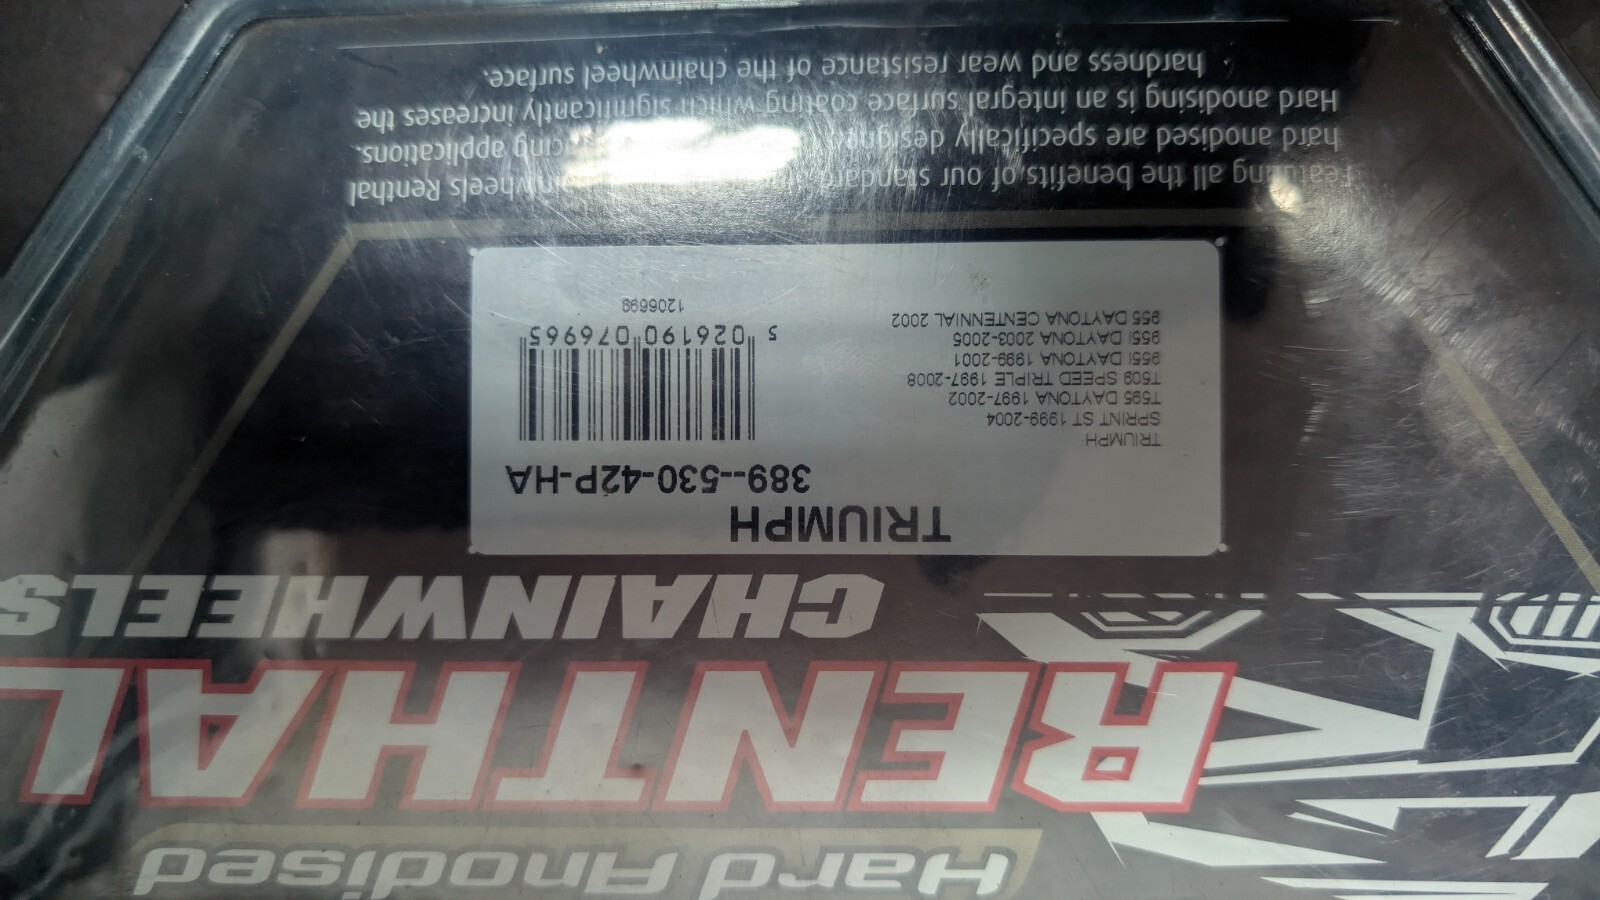 Hard Anodised
RENTHAL
CHAINWHEELS
TRIUMPH
389--530-42P-HA
5 026190 076965
1206699
TRIUMPH
SPRINT ST 1999-2004
T595 DAYTONA 1997-2002
T509 SPEED TRIPLE 1997-2008
955I DAYTONA 1999-2001
955I DAYTONA 2003-2005
955 DAYTONA CENTENNIAL 2002
Featuring all the benefits of our standard Renthal
hard anodised are specifically applications.
Hard anodising is an integral surface coating which significantly increases the
hardness and wear resistance of the chainwheel surface.